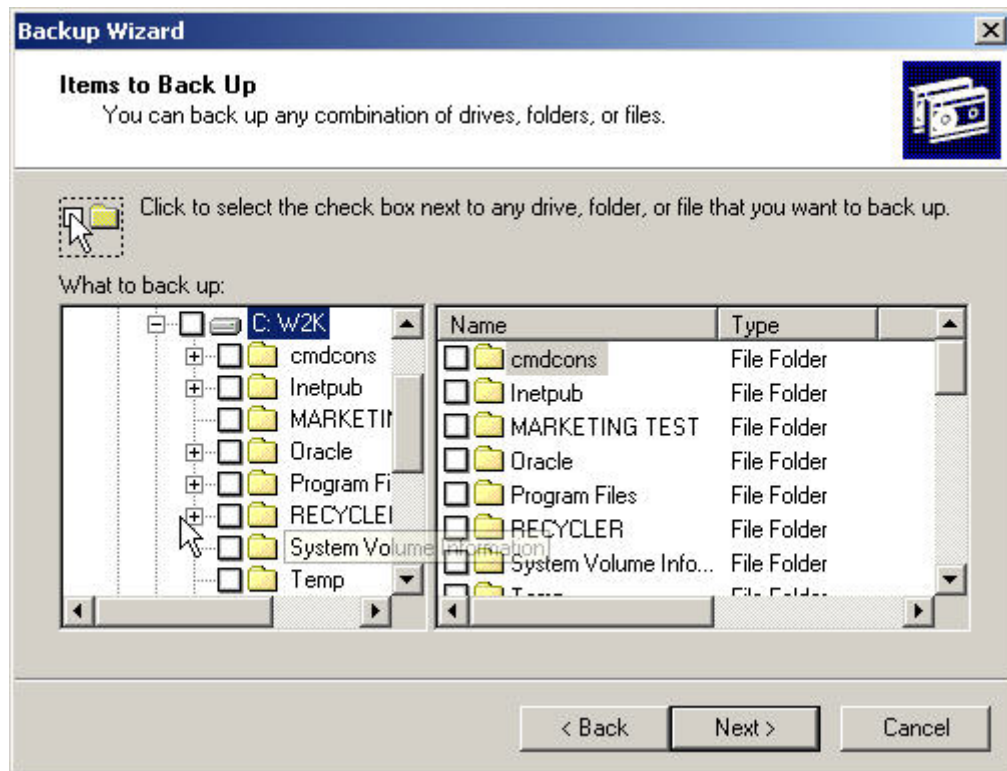 Backup Wizard
Items to Back Up
You can back up any combination of drives, folders, or files.
Click to select the check box next to any drive, folder, or file that you want to back up.
What to back up:
C: W2K
cmdcons
Inetpub
MARKETIN
Oracle
Program Fi
RECYCLEI
System Volume Information
Temp
Name Type
cmdcons File Folder
Inetpub File Folder
MARKETING TEST File Folder
Oracle File Folder
Program Files File Folder
RECYCLER File Folder
System Volume Info... File Folder
Temp File Folder
< Back Next > Cancel